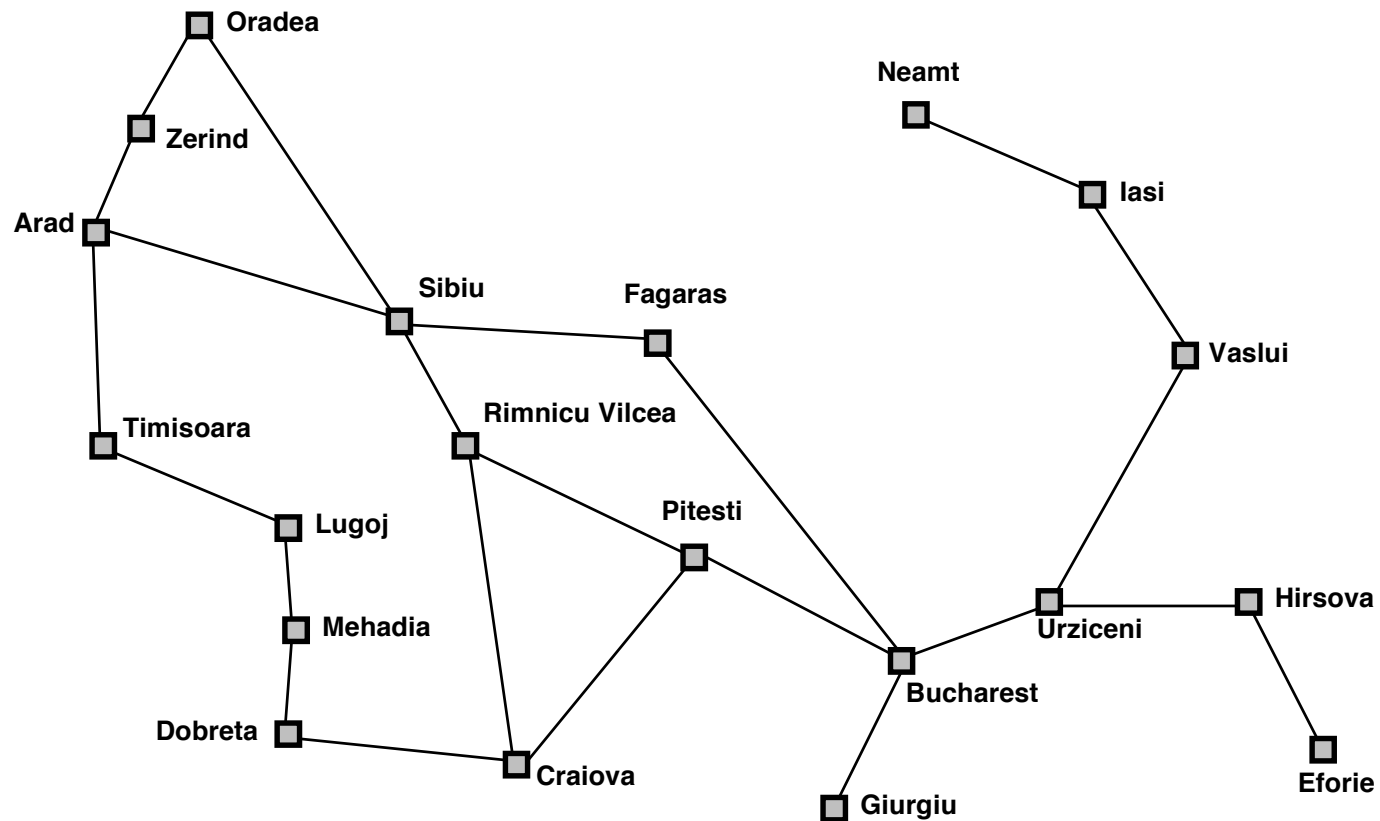 Oradea
Neamt
Zerind
Iasi
Arad
Sibiu
Fagaras
Vaslui
Rimnicu Vilcea
Timisoara
Pitesti
Lugoj
Hirsova
Mehadia
Urziceni
Bucharest
Dobreta
Craiova
Eforie
Giurgiu